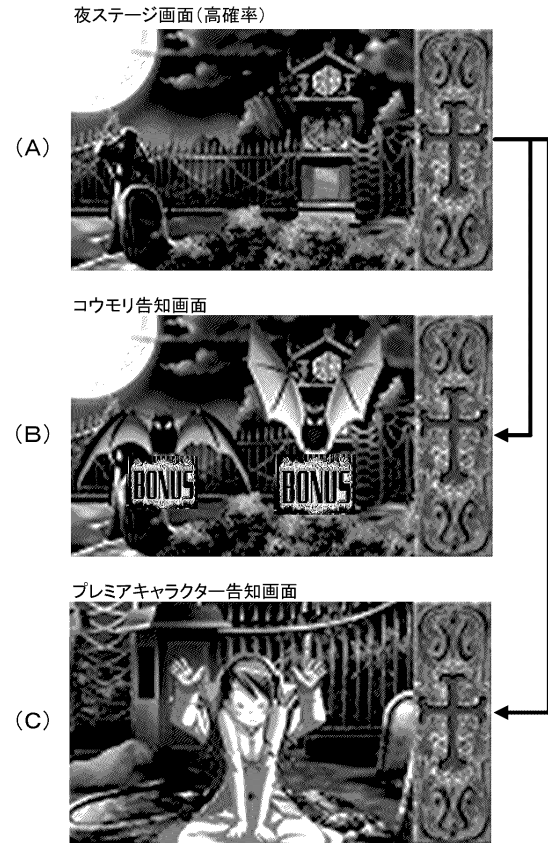 夜ステージ画面(高確率)
(A)
コウモリ告知画面
(B)
BONUS BONUS
プレミアキャラクター告知画面
(C)